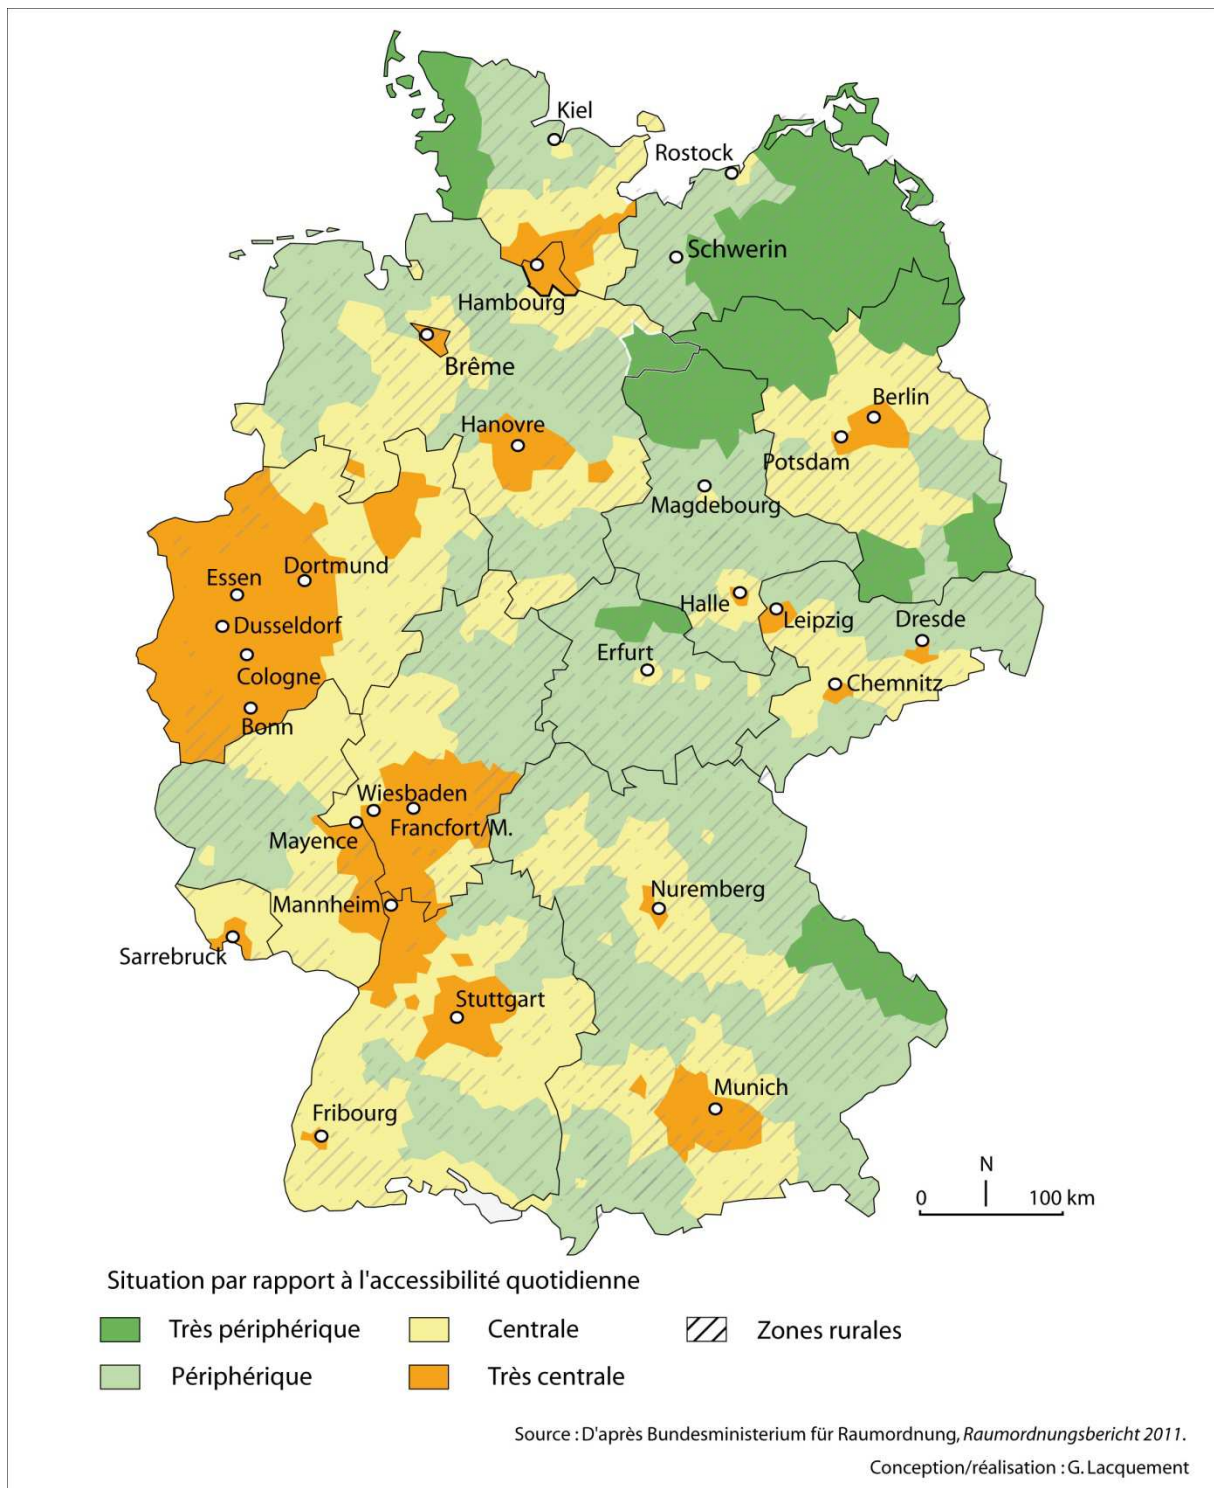 Kiel
Rostock
Schwerin
Hambourg
Brême
Berlin
Hanovre
Potsdam
Magdebourg
Dortmund
Essen
Halle
Leipzig
Dresde
Dusseldorf
Erfurt
Cologne
Chemnitz
Bonn
Wiesbaden
Francfort/M.
Mayence
Nuremberg
Mannheim
Sarrebruck
Stuttgart
Munich
Fribourg
N
0 100 km
Situation par rapport à l'accessibilité quotidienne
Très périphérique Centrale Zones rurales
Périphérique Très centrale
Source : D'après Bundesministerium für Raumordnung, Raumordnungsbericht 2011.
Conception/réalisation : G. Lacquement